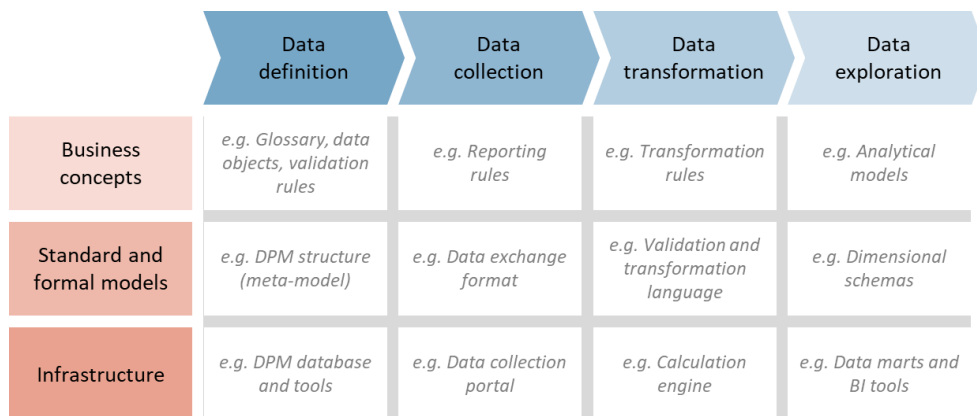 Data
definition
Data
collection
Data
transformation
Data
exploration
Business
concepts
e.g. Glossary, data
objects, validation
rules
e.g. Reporting
rules
e.g. Transformation
rules
e.g. Analytical
models
Standard and
formal models
e.g. DPM structure
(meta-model)
e.g. Data exchange
format
e.g. Validation and
transformation
language
e.g. Dimensional
schemas
Infrastructure
e.g. DPM database
and tools
e.g. Data collection
portal
e.g. Calculation
engine
e.g. Data marts and
BI tools